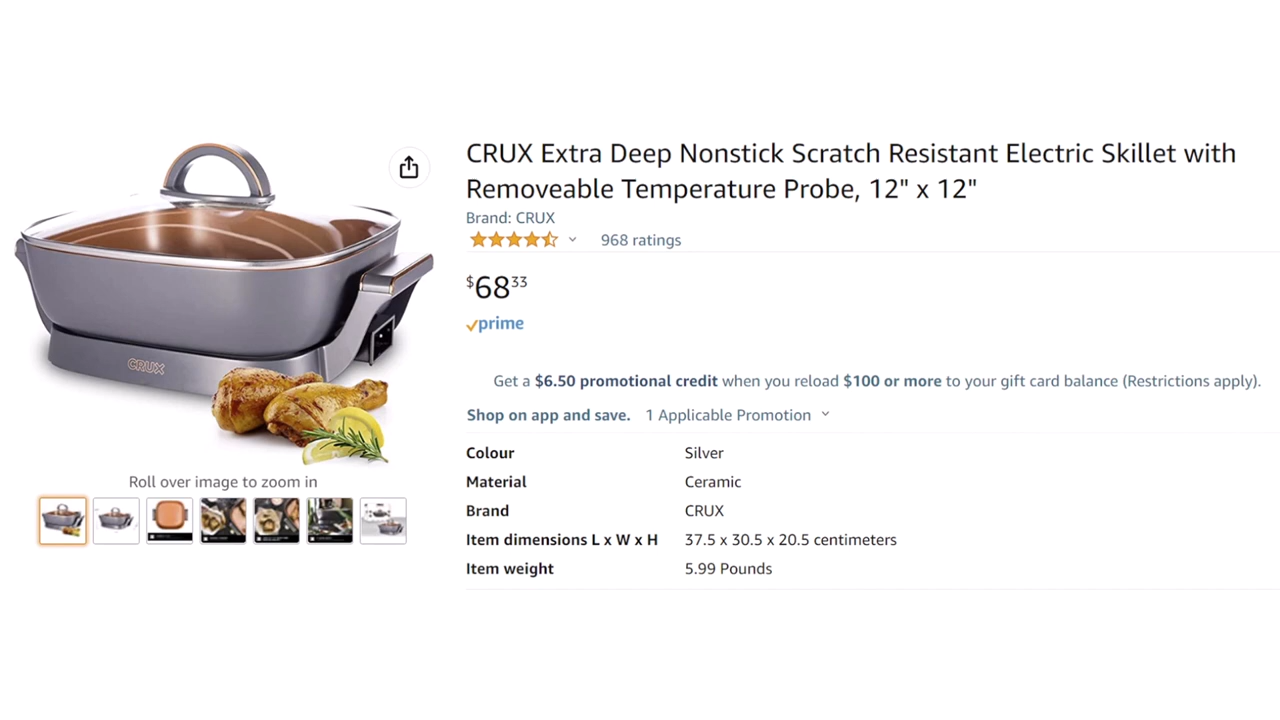 CRUX Extra Deep Nonstick Scratch Resistant Electric Skillet with
Removeable Temperature Probe, 12" x 12"
Brand: CRUX
968 ratings
$68 33
prime
Get a $6.50 promotional credit when you reload $100 or more to your gift card balance (Restrictions apply).
Shop on app and save. 1 Applicable Promotion
CRUX
Colour Silver
Material Ceramic
Brand CRUX
Item dimensions L x W x H 37.5 x 30.5 x 20.5 centimeters
Item weight 5.99 Pounds
Roll over image to zoom in